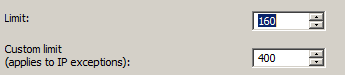 Limit: 160
Custom limit
(applies to IP exceptions): 400